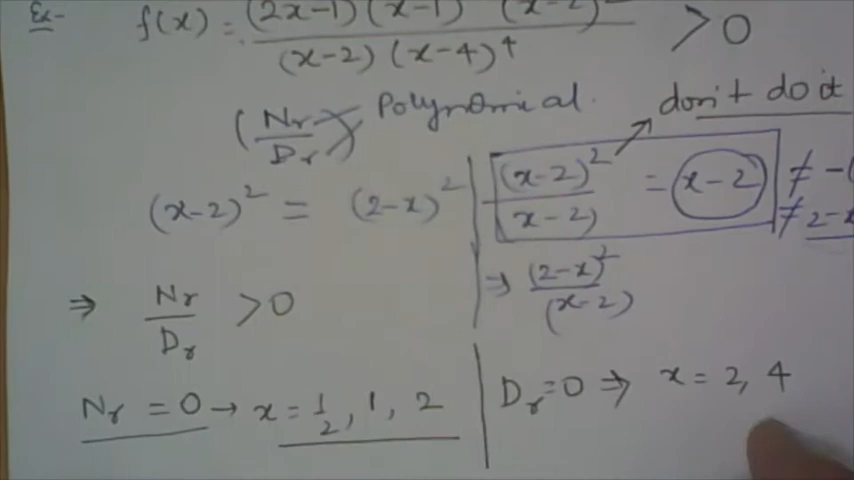 Ex-
f(x) = (2x-1)(x-1) (x-2) / (x-2)(x-4)⁴ > 0
(Nr/Dr) Polynomial. don't do it
(x-2)² = (2-x)² (x-2)²/(x-2) = x-2 ≠ -(
≠ 2-x
⇒ (2-x)²/(x-2)
⇒ Nr/Dr > 0
Nr = 0 → x = 1/2, 1, 2 Dr = 0 ⇒ x = 2, 4